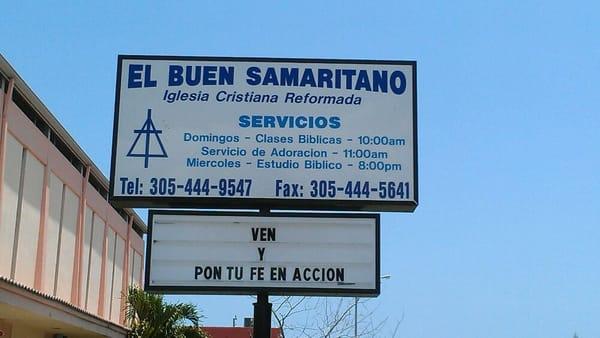 EL BUEN SAMARITANO
Iglesia Cristiana Reformada
SERVICIOS
Domingos - Clases Biblicas - 10:00am
Servicio de Adoracion - 11:00am
Miercoles - Estudio Biblico - 8:00pm
Tel: 305-444-9547 Fax: 305-444-5641
VEN
Y
PON TU FE EN ACCION